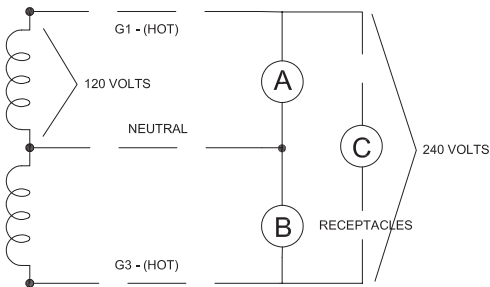 G1 - (HOT)
A
120 VOLTS
NEUTRAL
C
240 VOLTS
B
RECEPTACLES
G3 - (HOT)